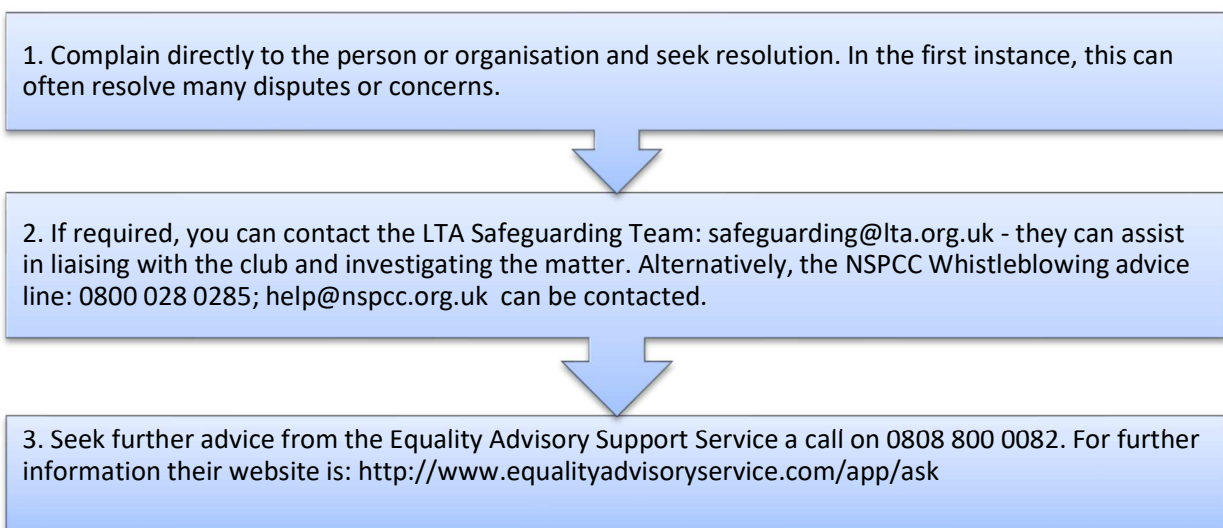 1. Complain directly to the person or organisation and seek resolution. In the first instance, this can
often resolve many disputes or concerns.
2. If required, you can contact the LTA Safeguarding Team: safeguarding@lta.org.uk - they can assist
in liaising with the club and investigating the matter. Alternatively, the NSPCC Whistleblowing advice
line: 0800 028 0285; help@nspcc.org.uk  can be contacted.
3. Seek further advice from the Equality Advisory Support Service a call on 0808 800 0082. For further
information their website is: http://www.equalityadvisoryservice.com/app/ask